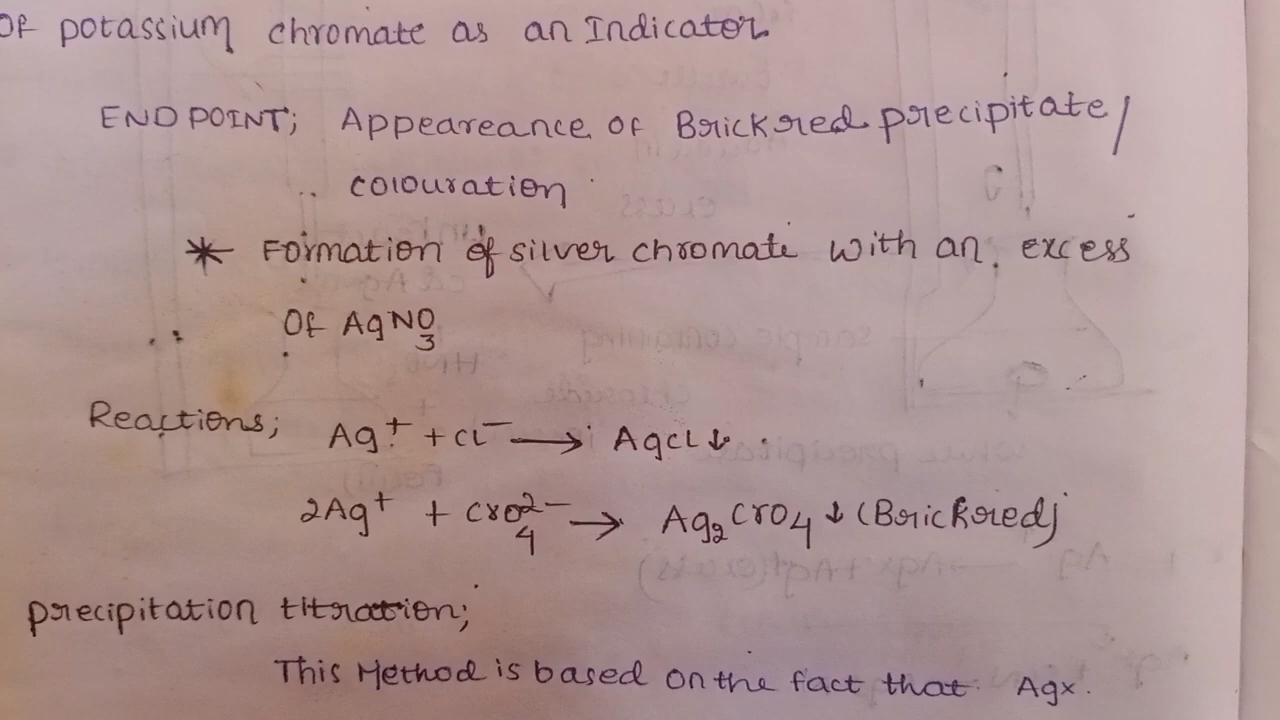 Of potassium chromate as an Indicator.
END POINT; Appeareance of Brickred precipitate/
colouration
* Formation of silver chromate with an excess
Of AgNO3
Reactions; Ag+ + Cl- → AgCl ↓
2Ag+ + CrO4^2- → Ag2CrO4 ↓ (Brickred)
precipitation titration;
This Method is based on the fact that Agx.